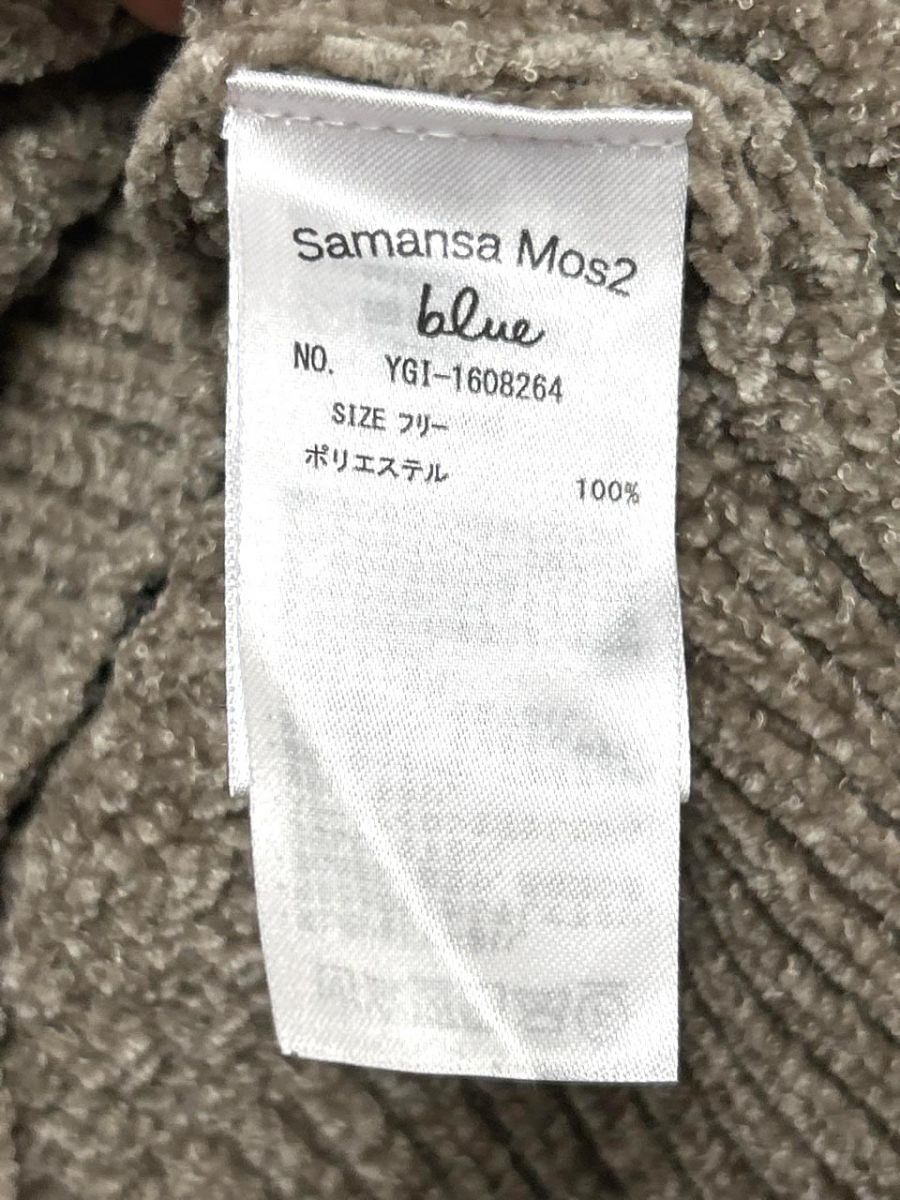 Samansa Mos2
blue
NO. YGI-1608264
SIZE フリー
ポリエステル 100%